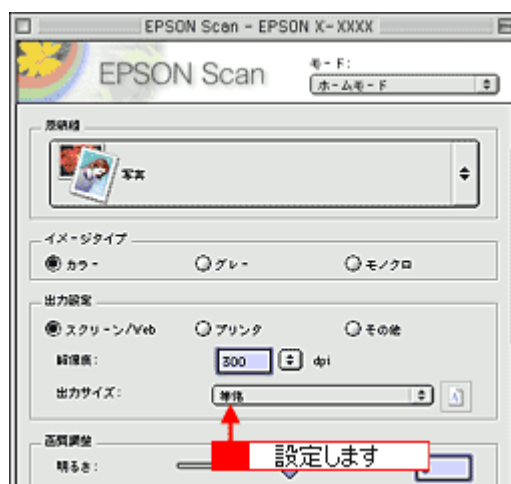 EPSON Scan - EPSON X-XXXX
EPSON Scan
モード:
ホームモード
原稿種
写真
イメージタイプ
カラー
グレー
モノクロ
出力設定
スクリーン/Web
プリンタ
その他
解像度:
300
dpi
出力サイズ:
等倍
設定します
画質調整
明るさ: